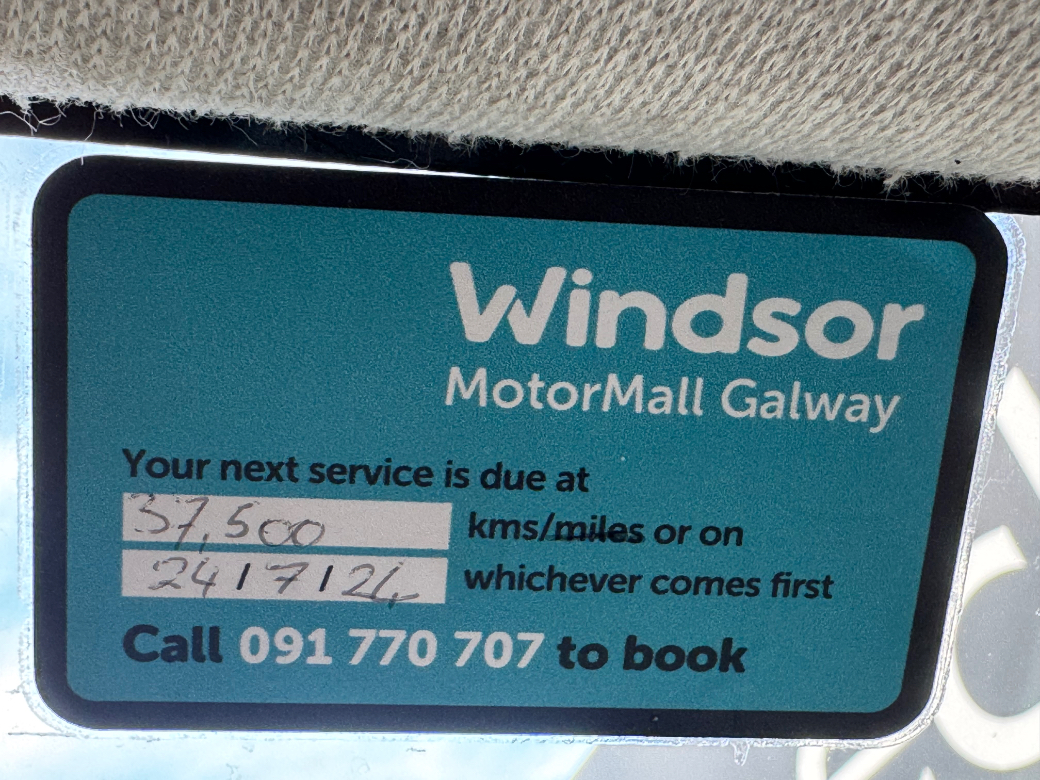 Windsor
MotorMall Galway
Your next service is due at
37,500 kms/miles or on
24/7/24 whichever comes first
Call 091 770 707 to book